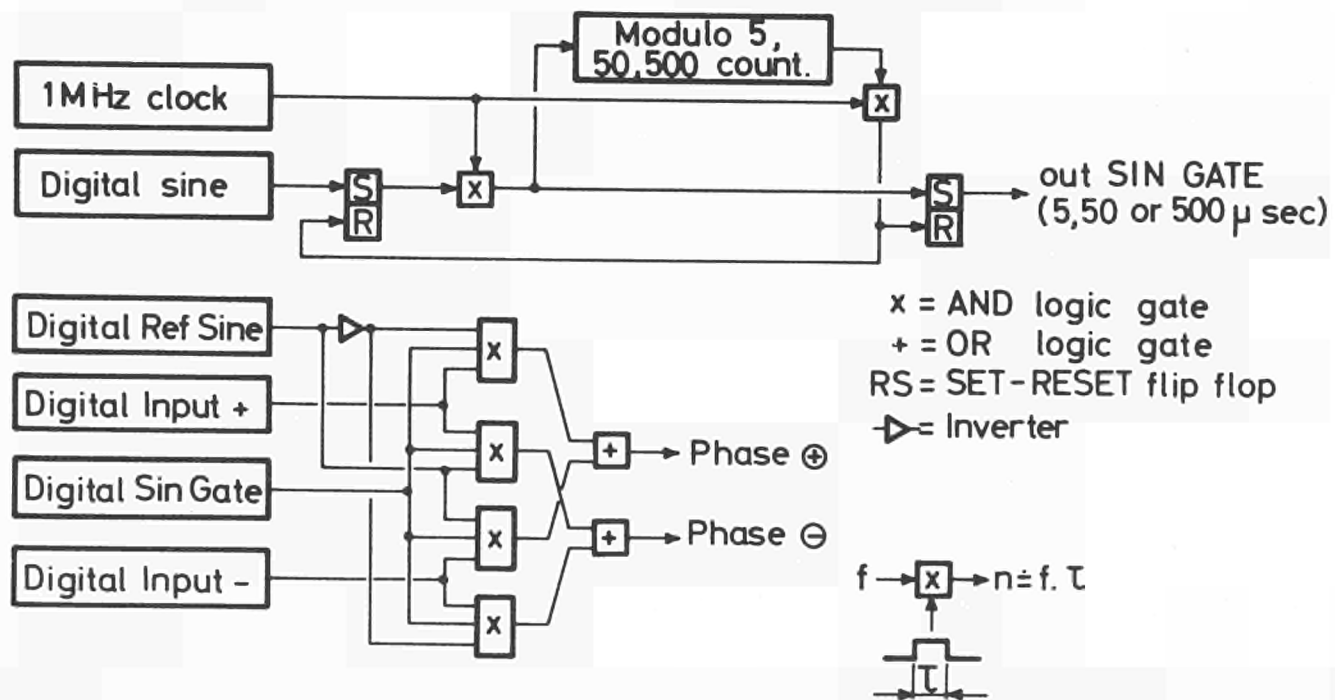 Modulo 5,
50,500 count.
1MHz clock
x
Digital sine
S
R
x
S
R
out SIN GATE
(5,50 or 500 μ sec)
Digital Ref Sine
Digital Input +
Digital Sin Gate
Digital Input -
x
x
x
x
+
+
Phase ⊕
Phase ⊖
x = AND logic gate
+ = OR logic gate
RS = SET-RESET flip flop
= Inverter
f x n≑f. τ
τ